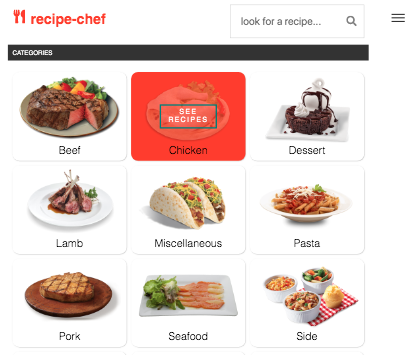 recipe-chef
look for a recipe...
CATEGORIES
Beef
SEE
RECIPES
Chicken
Dessert
Lamb
Miscellaneous
Pasta
Pork
Seafood
Side